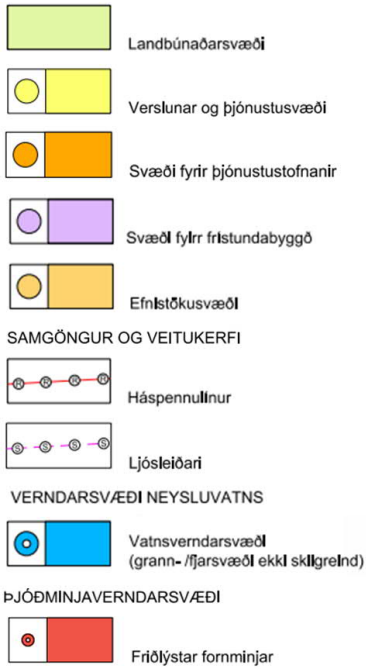 Landbúnaðarsvæði
Verslunar og þjónustusvæði
Svæði fyrir þjónustustofnanir
Svæði fyrir frístundabyggð
Efnistökusvæði
SAMGÖNGUR OG VEITUKERFI
R R R R
Háspennulínur
S S S S
Ljósleiðari
VERNDARSVÆÐI NEYSLUVATNS
Vatnsverndarsvæði
(grann- /fjarsvæði ekki skilgreind)
ÞJÓÐMINJAVERNDARSVÆÐI
Friðlýstar fornminjar